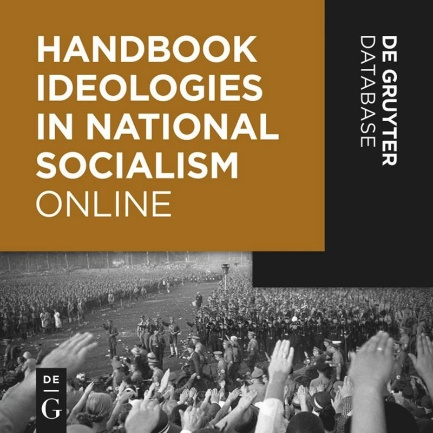 HANDBOOK
IDEOLOGIES
IN NATIONAL
SOCIALISM
ONLINE
DE GRUYTER
DATABASE
DE
G